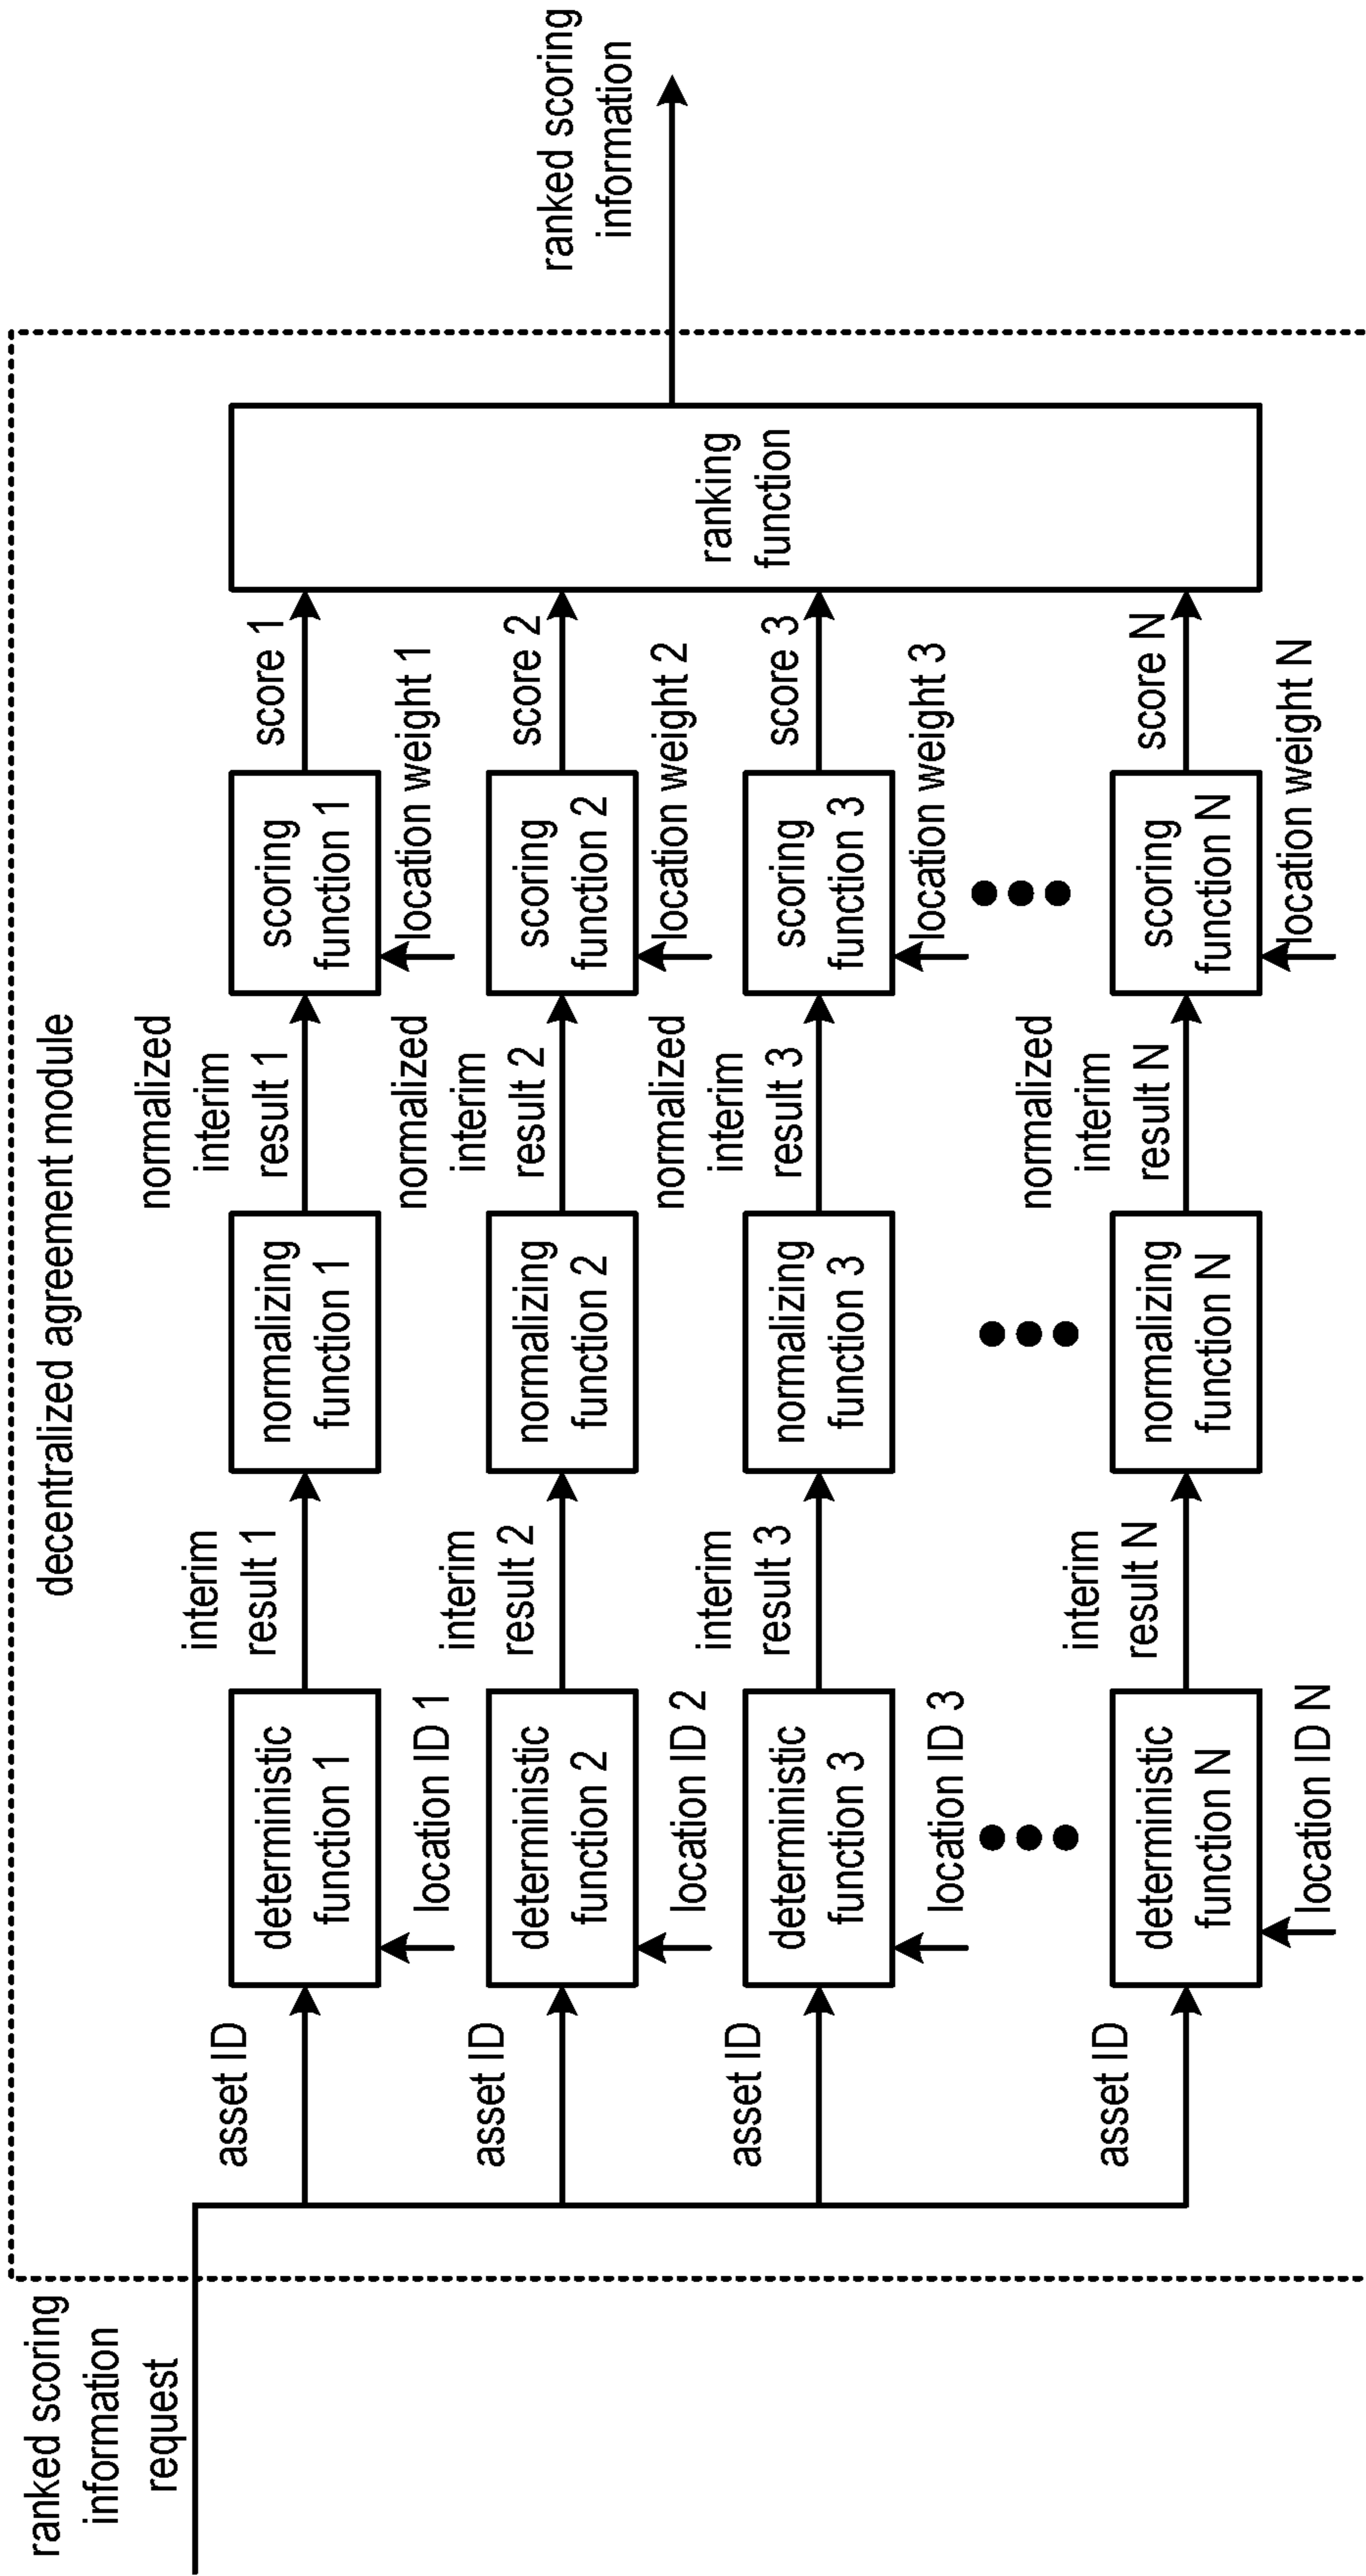 decentralized agreement module
ranked scoring
information
request
asset ID
deterministic
function 1
location ID 1
interim
result 1
normalizing
function 1
normalized
interim
result 1
scoring
function 1
location weight 1
score 1
asset ID
deterministic
function 2
location ID 2
interim
result 2
normalizing
function 2
normalized
interim
result 2
scoring
function 2
location weight 2
score 2
asset ID
deterministic
function 3
location ID 3
interim
result 3
normalizing
function 3
normalized
interim
result 3
scoring
function 3
location weight 3
score 3
asset ID
deterministic
function N
location ID N
interim
result N
normalizing
function N
normalized
interim
result N
scoring
function N
location weight N
score N
ranking
function
ranked scoring
information